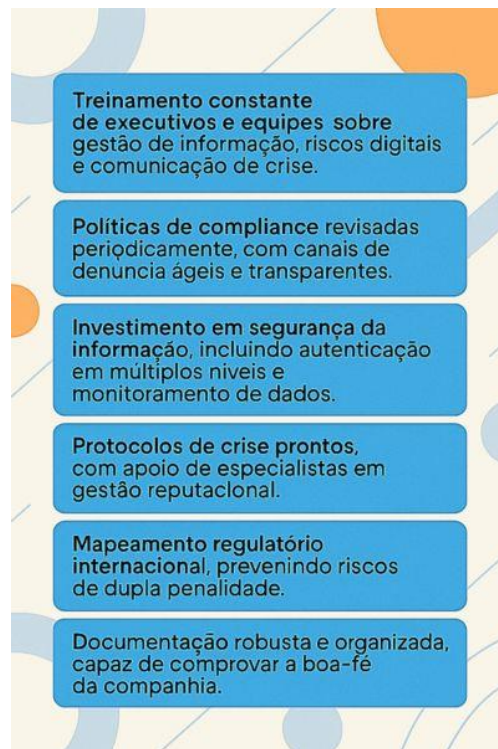 Treinamento constante
de executivos e equipes sobre
gestão de informação, riscos digitais
e comunicação de crise.
Políticas de compliance revisadas
periodicamente, com canais de
denuncia ágeis e transparentes.
Investimento em segurança da
informação, incluindo autenticação
em múltiplos niveis e
monitoramento de dados.
Protocolos de crise prontos,
com apoio de especialistas em
gestão reputaclonal.
Mapeamento regulatório
internacional, prevenindo riscos
de dupla penalidade.
Documentação robusta e organizada,
capaz de comprovar a boa-fé
da companhia.